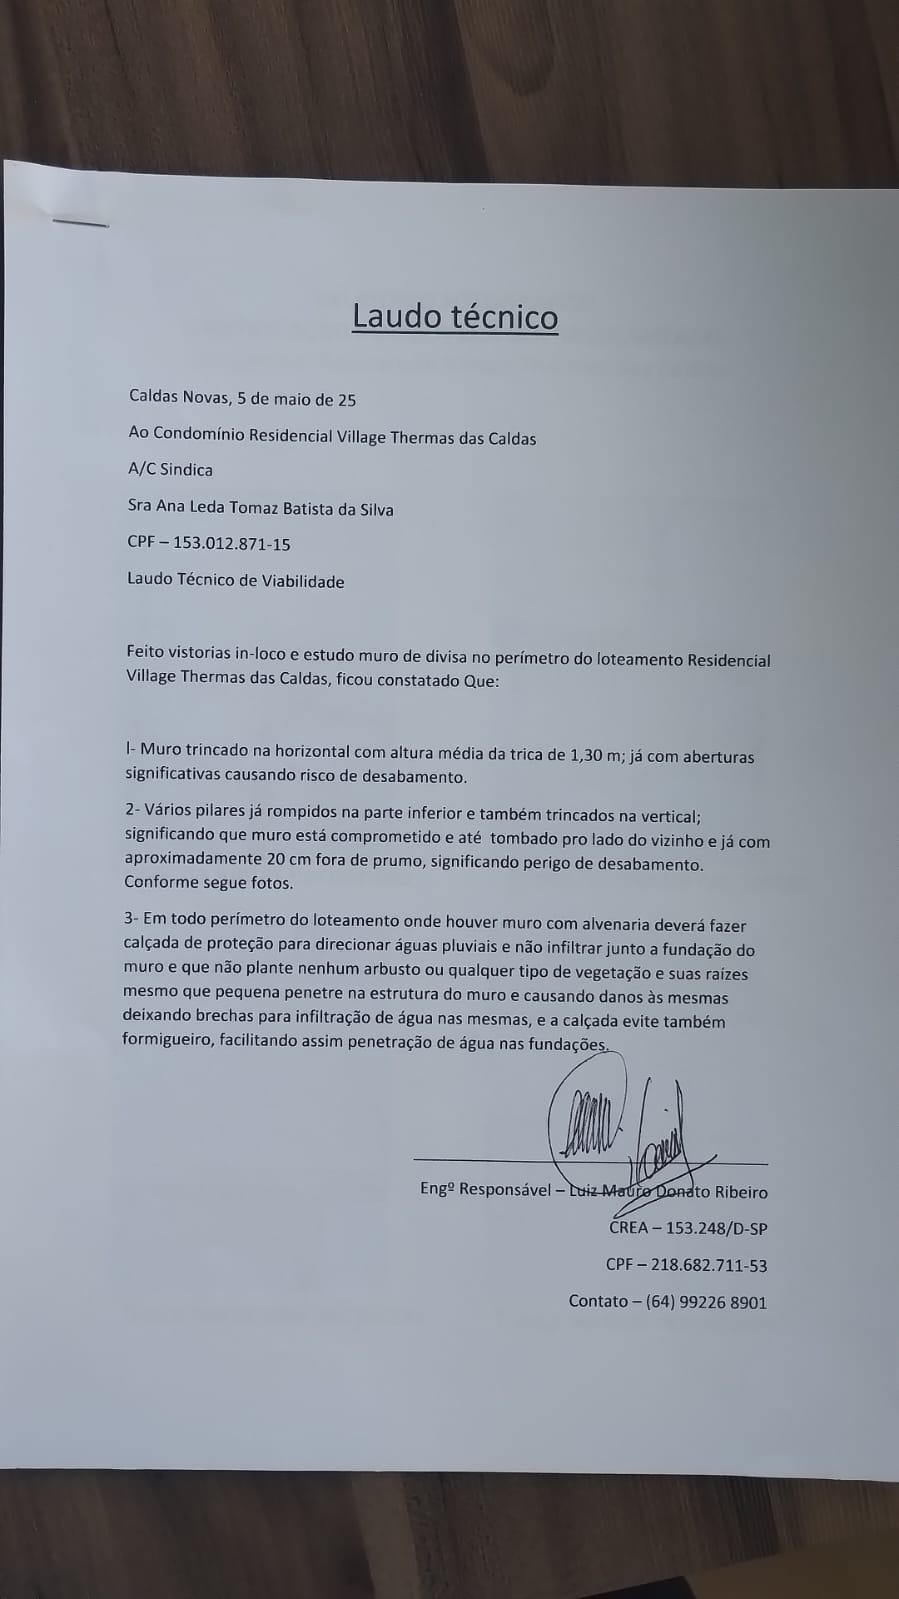 Laudo técnico
Caldas Novas, 5 de maio de 25
Ao Condomínio Residencial Village Thermas das Caldas
A/C Sindica
Sra Ana Leda Tomaz Batista da Silva
CPF – 153.012.871-15
Laudo Técnico de Viabilidade
Feito vistorias in-loco e estudo muro de divisa no perímetro do loteamento Residencial
Village Thermas das Caldas, ficou constatado Que:
I- Muro trincado na horizontal com altura média da trica de 1,30 m; já com aberturas
significativas causando risco de desabamento.
2- Vários pilares já rompidos na parte inferior e também trincados na vertical;
significando que muro está comprometido e até tombado pro lado do vizinho e já com
aproximadamente 20 cm fora de prumo, significando perigo de desabamento.
Conforme segue fotos.
3- Em todo perímetro do loteamento onde houver muro com alvenaria deverá fazer
calçada de proteção para direcionar águas pluviais e não infiltrar junto a fundação do
muro e que não plante nenhum arbusto ou qualquer tipo de vegetação e suas raízes
mesmo que pequena penetre na estrutura do muro e causando danos às mesmas
deixando brechas para infiltração de água nas mesmas, e a calçada evite também
formigueiro, facilitando assim penetração de água nas fundações.
Engº Responsável – Luiz Mauro Donato Ribeiro
CREA – 153.248/D-SP
CPF – 218.682.711-53
Contato – (64) 99226 8901